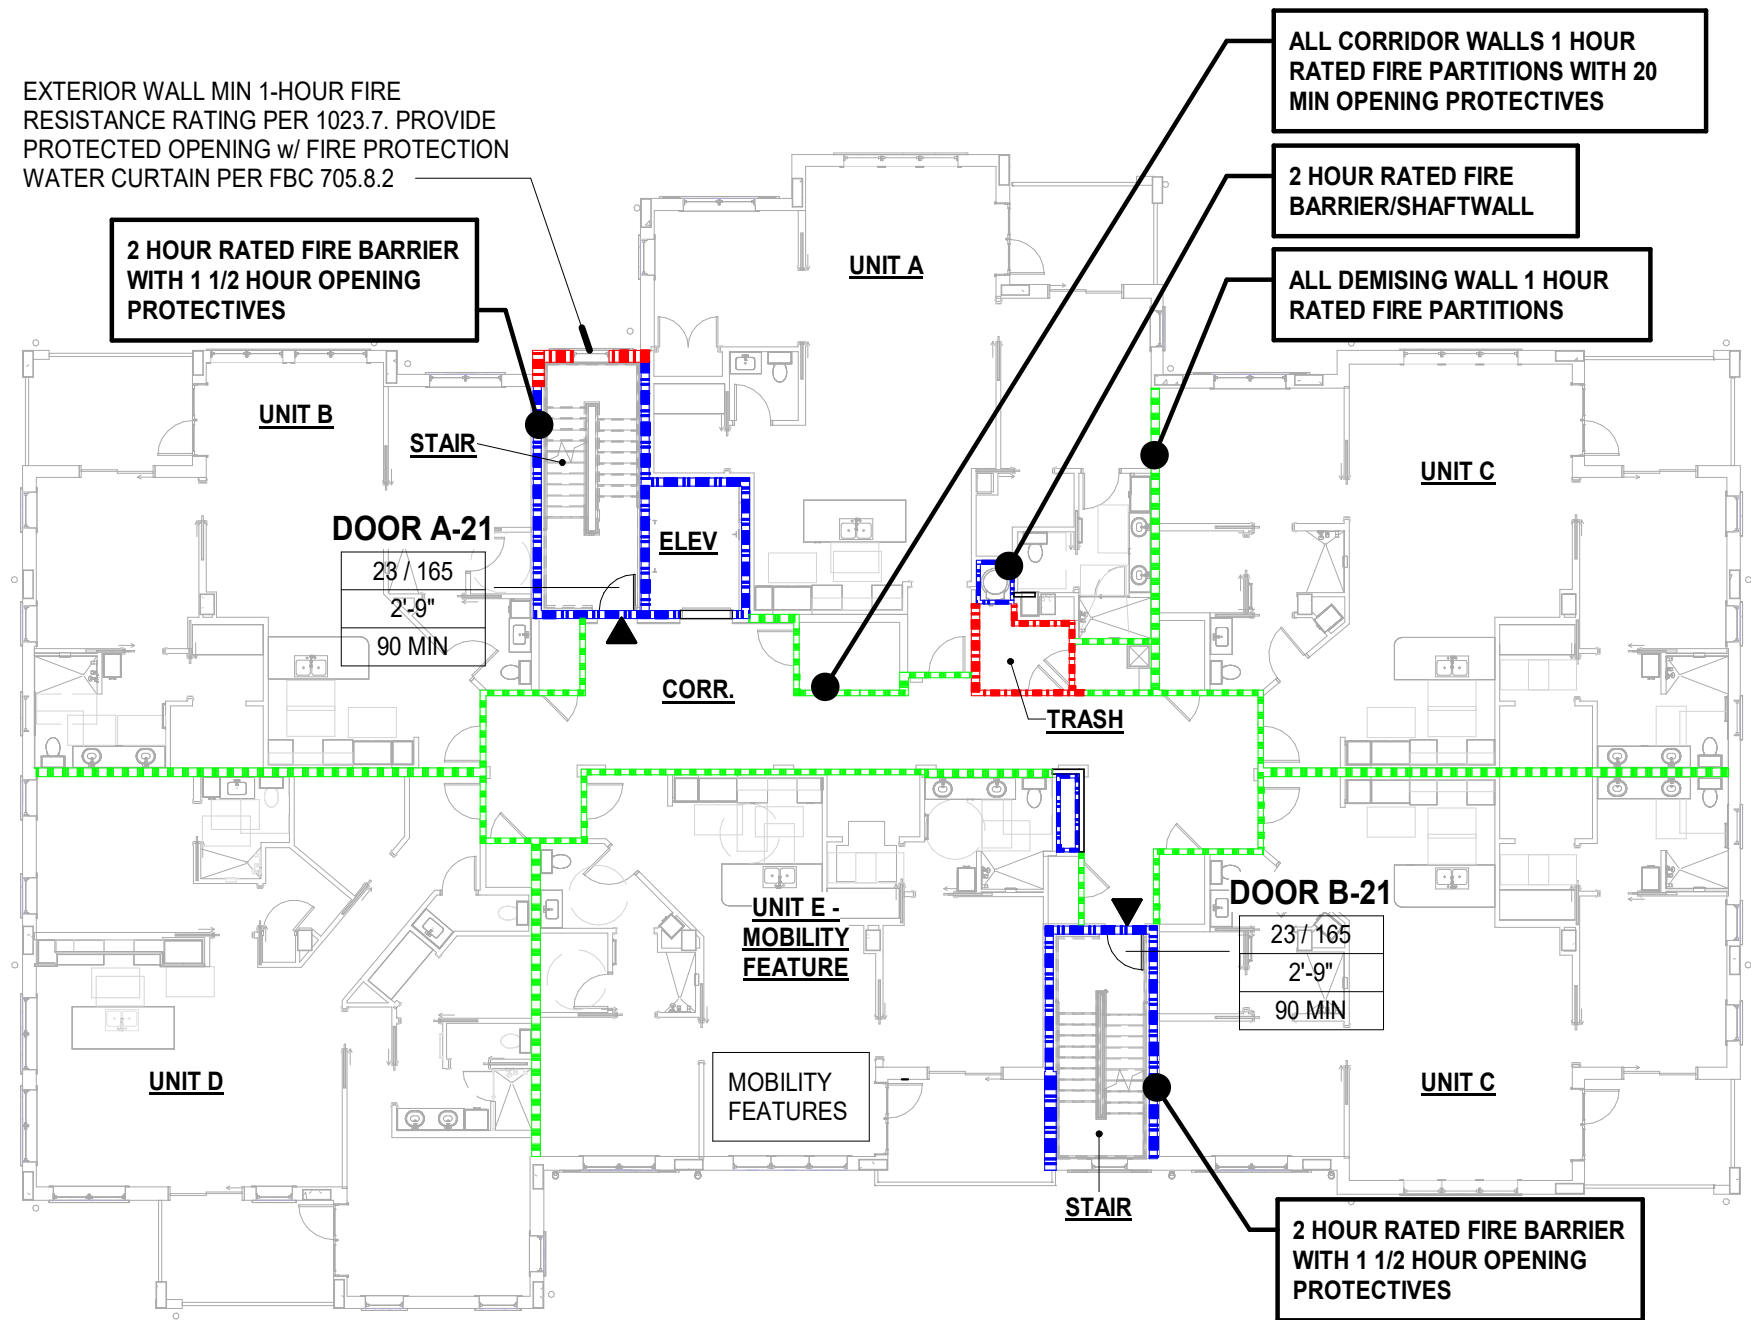 ALL CORRIDOR WALLS 1 HOUR
RATED FIRE PARTITIONS WITH 20
MIN OPENING PROTECTIVES
EXTERIOR WALL MIN 1-HOUR FIRE
RESISTANCE RATING PER 1023.7. PROVIDE
PROTECTED OPENING w/ FIRE PROTECTION
WATER CURTAIN PER FBC 705.8.2
2 HOUR RATED FIRE
BARRIER/SHAFTWALL
2 HOUR RATED FIRE BARRIER
WITH 1 1/2 HOUR OPENING
PROTECTIVES
ALL DEMISING WALL 1 HOUR
RATED FIRE PARTITIONS
UNIT A
UNIT B
STAIR
UNIT C
DOOR A-21
23 / 165
2'-9"
90 MIN
ELEV
CORR.
TRASH
UNIT E -
MOBILITY
FEATURE
DOOR B-21
23 / 165
2'-9"
90 MIN
UNIT D
MOBILITY
FEATURES
UNIT C
STAIR
2 HOUR RATED FIRE BARRIER
WITH 1 1/2 HOUR OPENING
PROTECTIVES